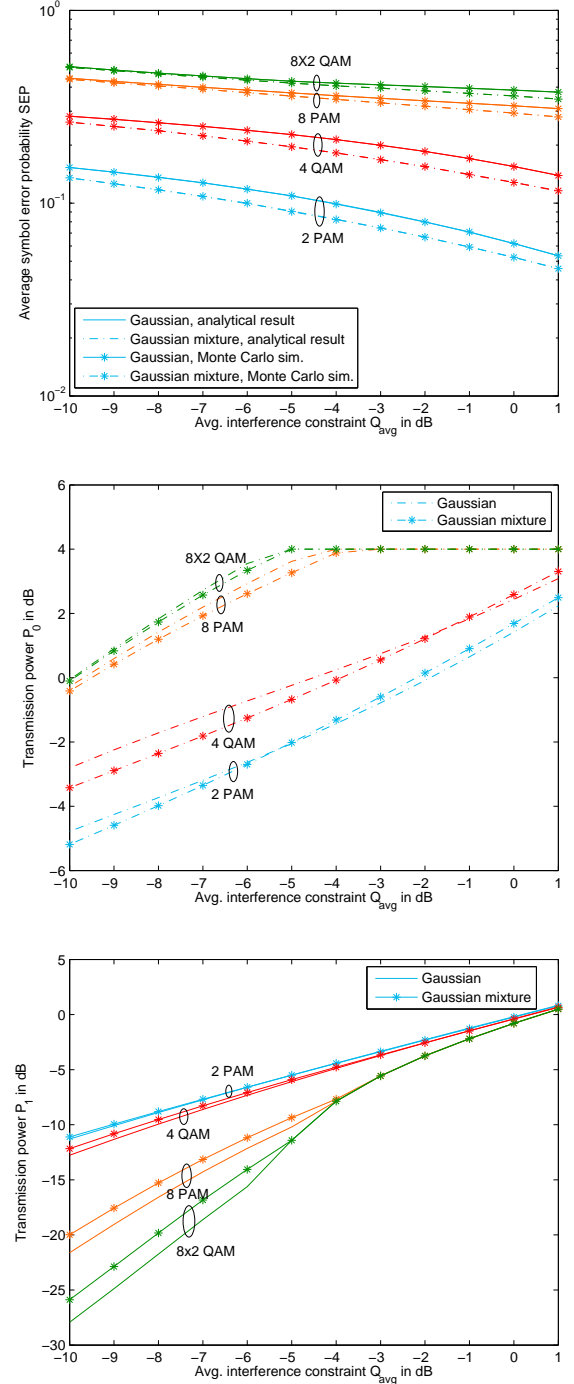 10^0
10^−1
10^−2
Average symbol error probability SEP
8X2 QAM
8 PAM
4 QAM
2 PAM
Gaussian, analytical result
Gaussian mixture, analytical result
Gaussian, Monte Carlo sim.
Gaussian mixture, Monte Carlo sim.
−10 −9 −8 −7 −6 −5 −4 −3 −2 −1 0 1
Avg. interference constraint Q_avg in dB
6
4
2
0
−2
−4
−6
Transmission power P_0 in dB
Gaussian
Gaussian mixture
8X2 QAM
8 PAM
4 QAM
2 PAM
−10 −9 −8 −7 −6 −5 −4 −3 −2 −1 0 1
Avg. interference constraint Q_avg in dB
5
0
−5
−10
−15
−20
−25
−30
Transmission power P_1 in dB
Gaussian
Gaussian mixture
2 PAM
4 QAM
8 PAM
8x2 QAM
−10 −9 −8 −7 −6 −5 −4 −3 −2 −1 0 1
Avg. interference constraint Q_avg in dB